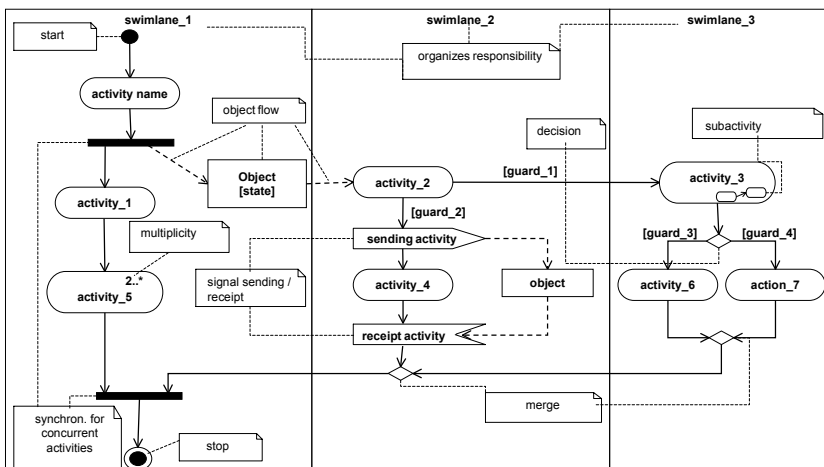 swimlane_1
swimlane_2
swimlane_3
start
organizes responsibility
activity name
object flow
decision
subactivity
Object
[state]
activity_2
[guard_1]
activity_3
activity_1
[guard_2]
multiplicity
[guard_3]
[guard_4]
sending activity
2..*
activity_5
signal sending /
receipt
activity_4
object
activity_6
action_7
receipt activity
synchron. for
concurrent
activities
stop
merge